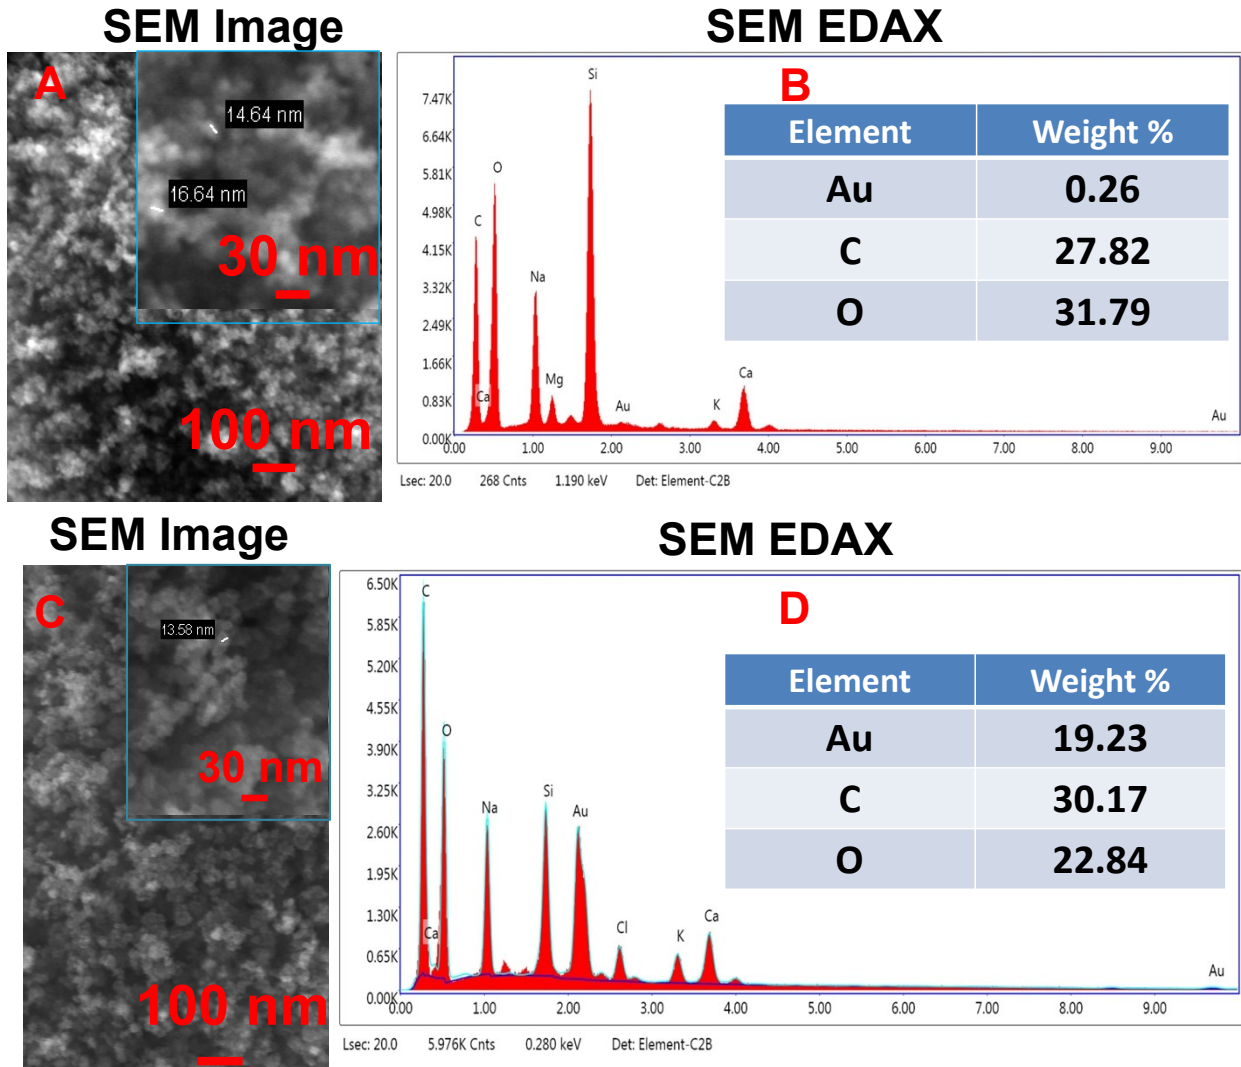 SEM Image
SEM EDAX
A
14.64 nm
16.64 nm
30 nm
100 nm
B
7.47K
6.64K
5.81K
4.98K
4.15K
3.32K
2.49K
1.66K
0.83K
0.00K
Si
O
C
Na
Ca
Mg
Au
K
Ca
Au
0.00 1.00 2.00 3.00 4.00 5.00 6.00 7.00 8.00 9.00
Lsec: 20.0 268 Cnts 1.190 keV Det: Element-C2B
Element Weight %
Au 0.26
C 27.82
O 31.79
SEM Image
SEM EDAX
C
13.58 nm
30 nm
100 nm
D
6.50K
5.85K
5.20K
4.55K
3.90K
3.25K
2.60K
1.95K
1.30K
0.65K
0.00K
C
O
Ca
Na
Si
Au
Cl
K
Ca
Au
0.00 1.00 2.00 3.00 4.00 5.00 6.00 7.00 8.00 9.00
Lsec: 20.0 5.976K Cnts 0.280 keV Det: Element-C2B
Element Weight %
Au 19.23
C 30.17
O 22.84